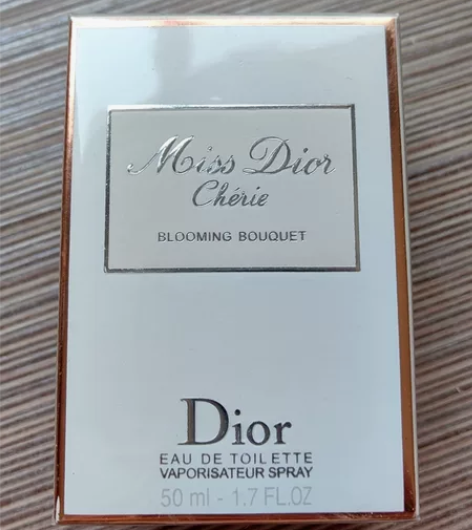 Miss Dior
Chérie
BLOOMING BOUQUET
Dior
EAU DE TOILETTE
VAPORISATEUR SPRAY
50 ml - 1.7 FL.OZ